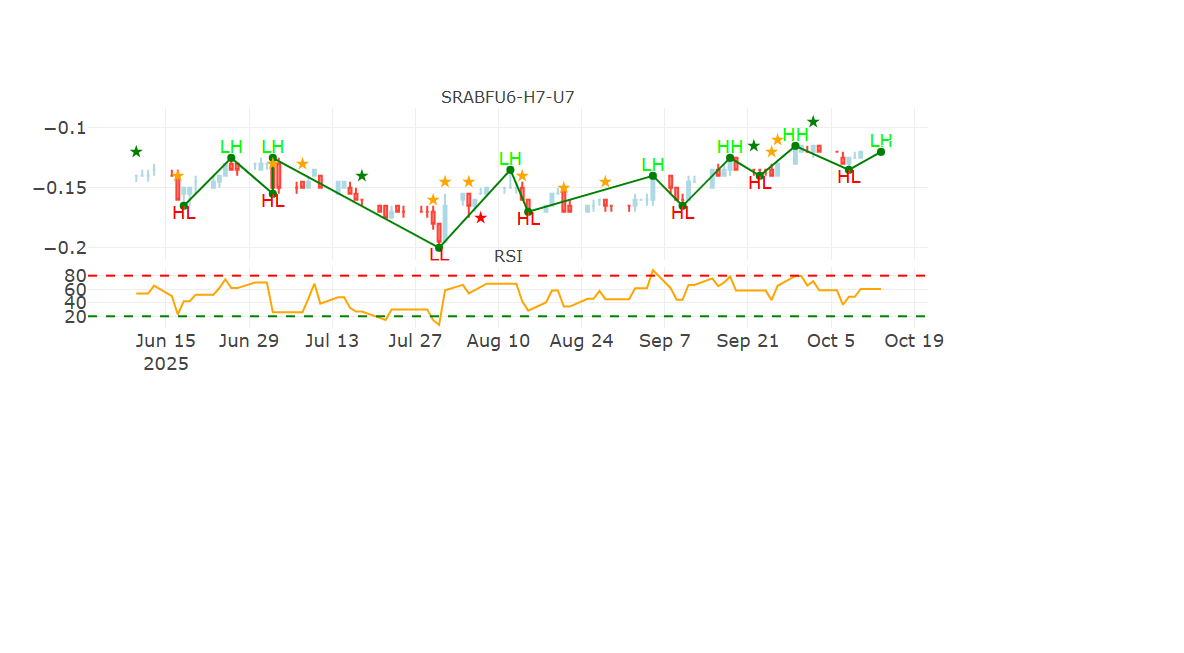 SRABFU6-H7-U7
−0.1
−0.15
−0.2
LH
LH
LH
LH
HH
HH
LH
HL
HL
LL
HL
HL
HL
HL
RSI
80
60
40
20
Jun 15
2025
Jun 29
Jul 13
Jul 27
Aug 10
Aug 24
Sep 7
Sep 21
Oct 5
Oct 19